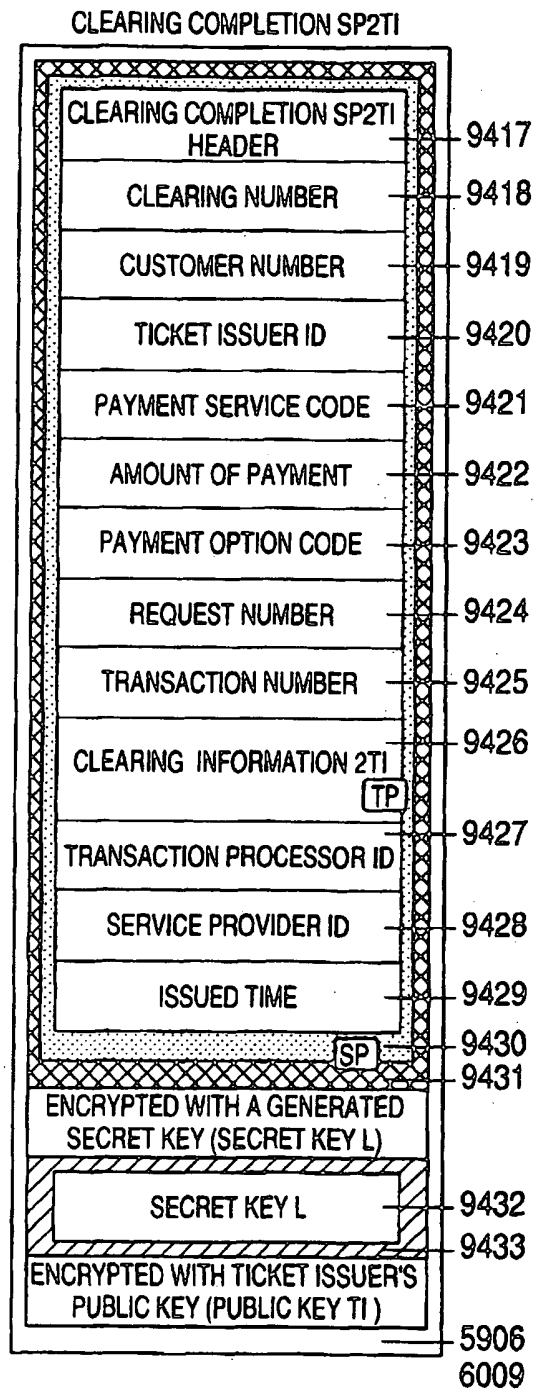 CLEARING COMPLETION SP2TI
CLEARING COMPLETION SP2TI
HEADER
9417
CLEARING NUMBER
9418
CUSTOMER NUMBER
9419
TICKET ISSUER ID
9420
PAYMENT SERVICE CODE
9421
AMOUNT OF PAYMENT
9422
PAYMENT OPTION CODE
9423
REQUEST NUMBER
9424
TRANSACTION NUMBER
9425
9426
CLEARING INFORMATION 2TI
TP
9427
TRANSACTION PROCESSOR ID
SERVICE PROVIDER ID
9428
ISSUED TIME
9429
SP
9430
9431
ENCRYPTED WITH A GENERATED
SECRET KEY (SECRET KEY L)
SECRET KEY L
9432
9433
ENCRYPTED WITH TICKET ISSUER'S
PUBLIC KEY (PUBLIC KEY TI )
5906
6009